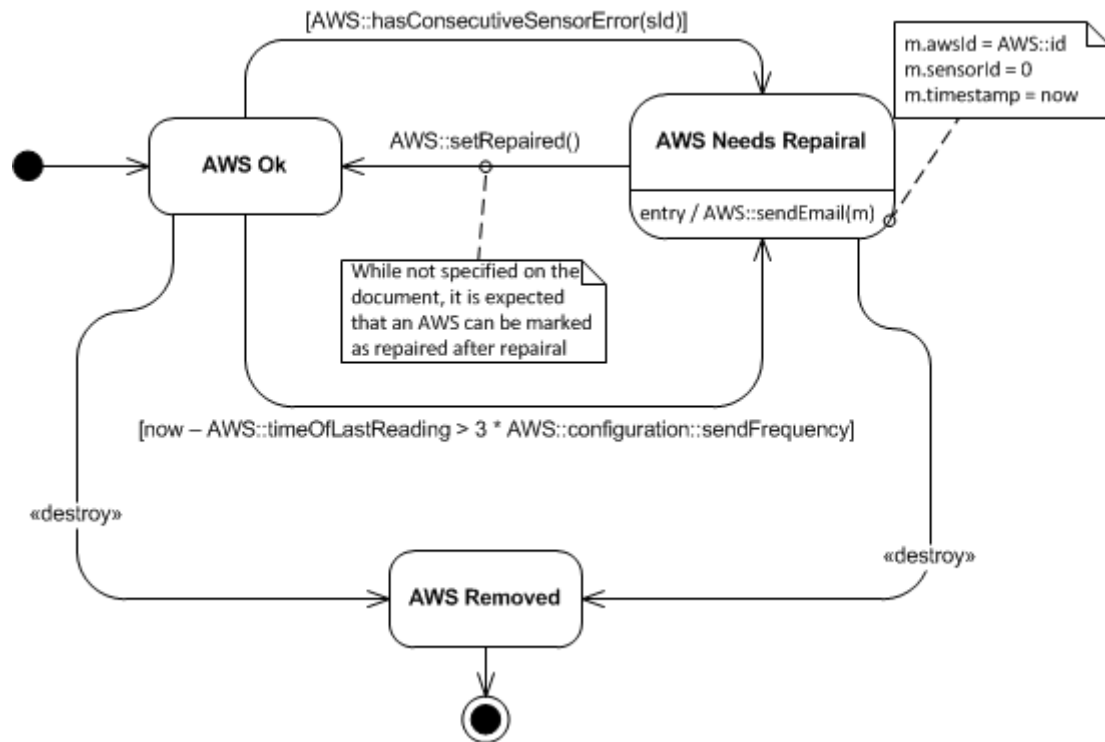 [AWS::hasConsecutiveSensorError(sId)]
m.awsId = AWS::id
m.sensorId = 0
m.timestamp = now
AWS Ok
AWS::setRepaired()
AWS Needs Repairal
entry / AWS::sendEmail(m)
While not specified on the
document, it is expected
that an AWS can be marked
as repaired after repairal
[now – AWS::timeOfLastReading > 3 * AWS::configuration::sendFrequency]
«destroy»
«destroy»
AWS Removed